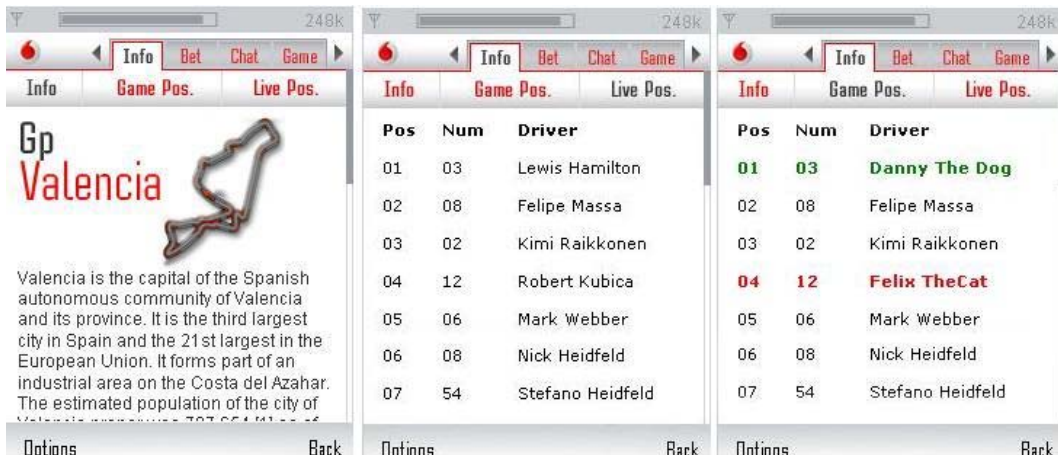 248k
Info Bet Chat Game
Info Game Pos. Live Pos.
Gp
Valencia
Valencia is the capital of the Spanish
autonomous community of Valencia
and its province. It is the third largest
city in Spain and the 21st largest in the
European Union. It forms part of an
industrial area on the Costa del Azahar.
The estimated population of the city of
Options Back
248k
Info Bet Chat Game
Info Game Pos. Live Pos.
Pos Num Driver
01 03 Lewis Hamilton
02 08 Felipe Massa
03 02 Kimi Raikkonen
04 12 Robert Kubica
05 06 Mark Webber
06 08 Nick Heidfeld
07 54 Stefano Heidfeld
Options Back
248k
Info Bet Chat Game
Info Game Pos. Live Pos.
Pos Num Driver
01 03 Danny The Dog
02 08 Felipe Massa
03 02 Kimi Raikkonen
04 12 Felix TheCat
05 06 Mark Webber
06 08 Nick Heidfeld
07 54 Stefano Heidfeld
Options Back